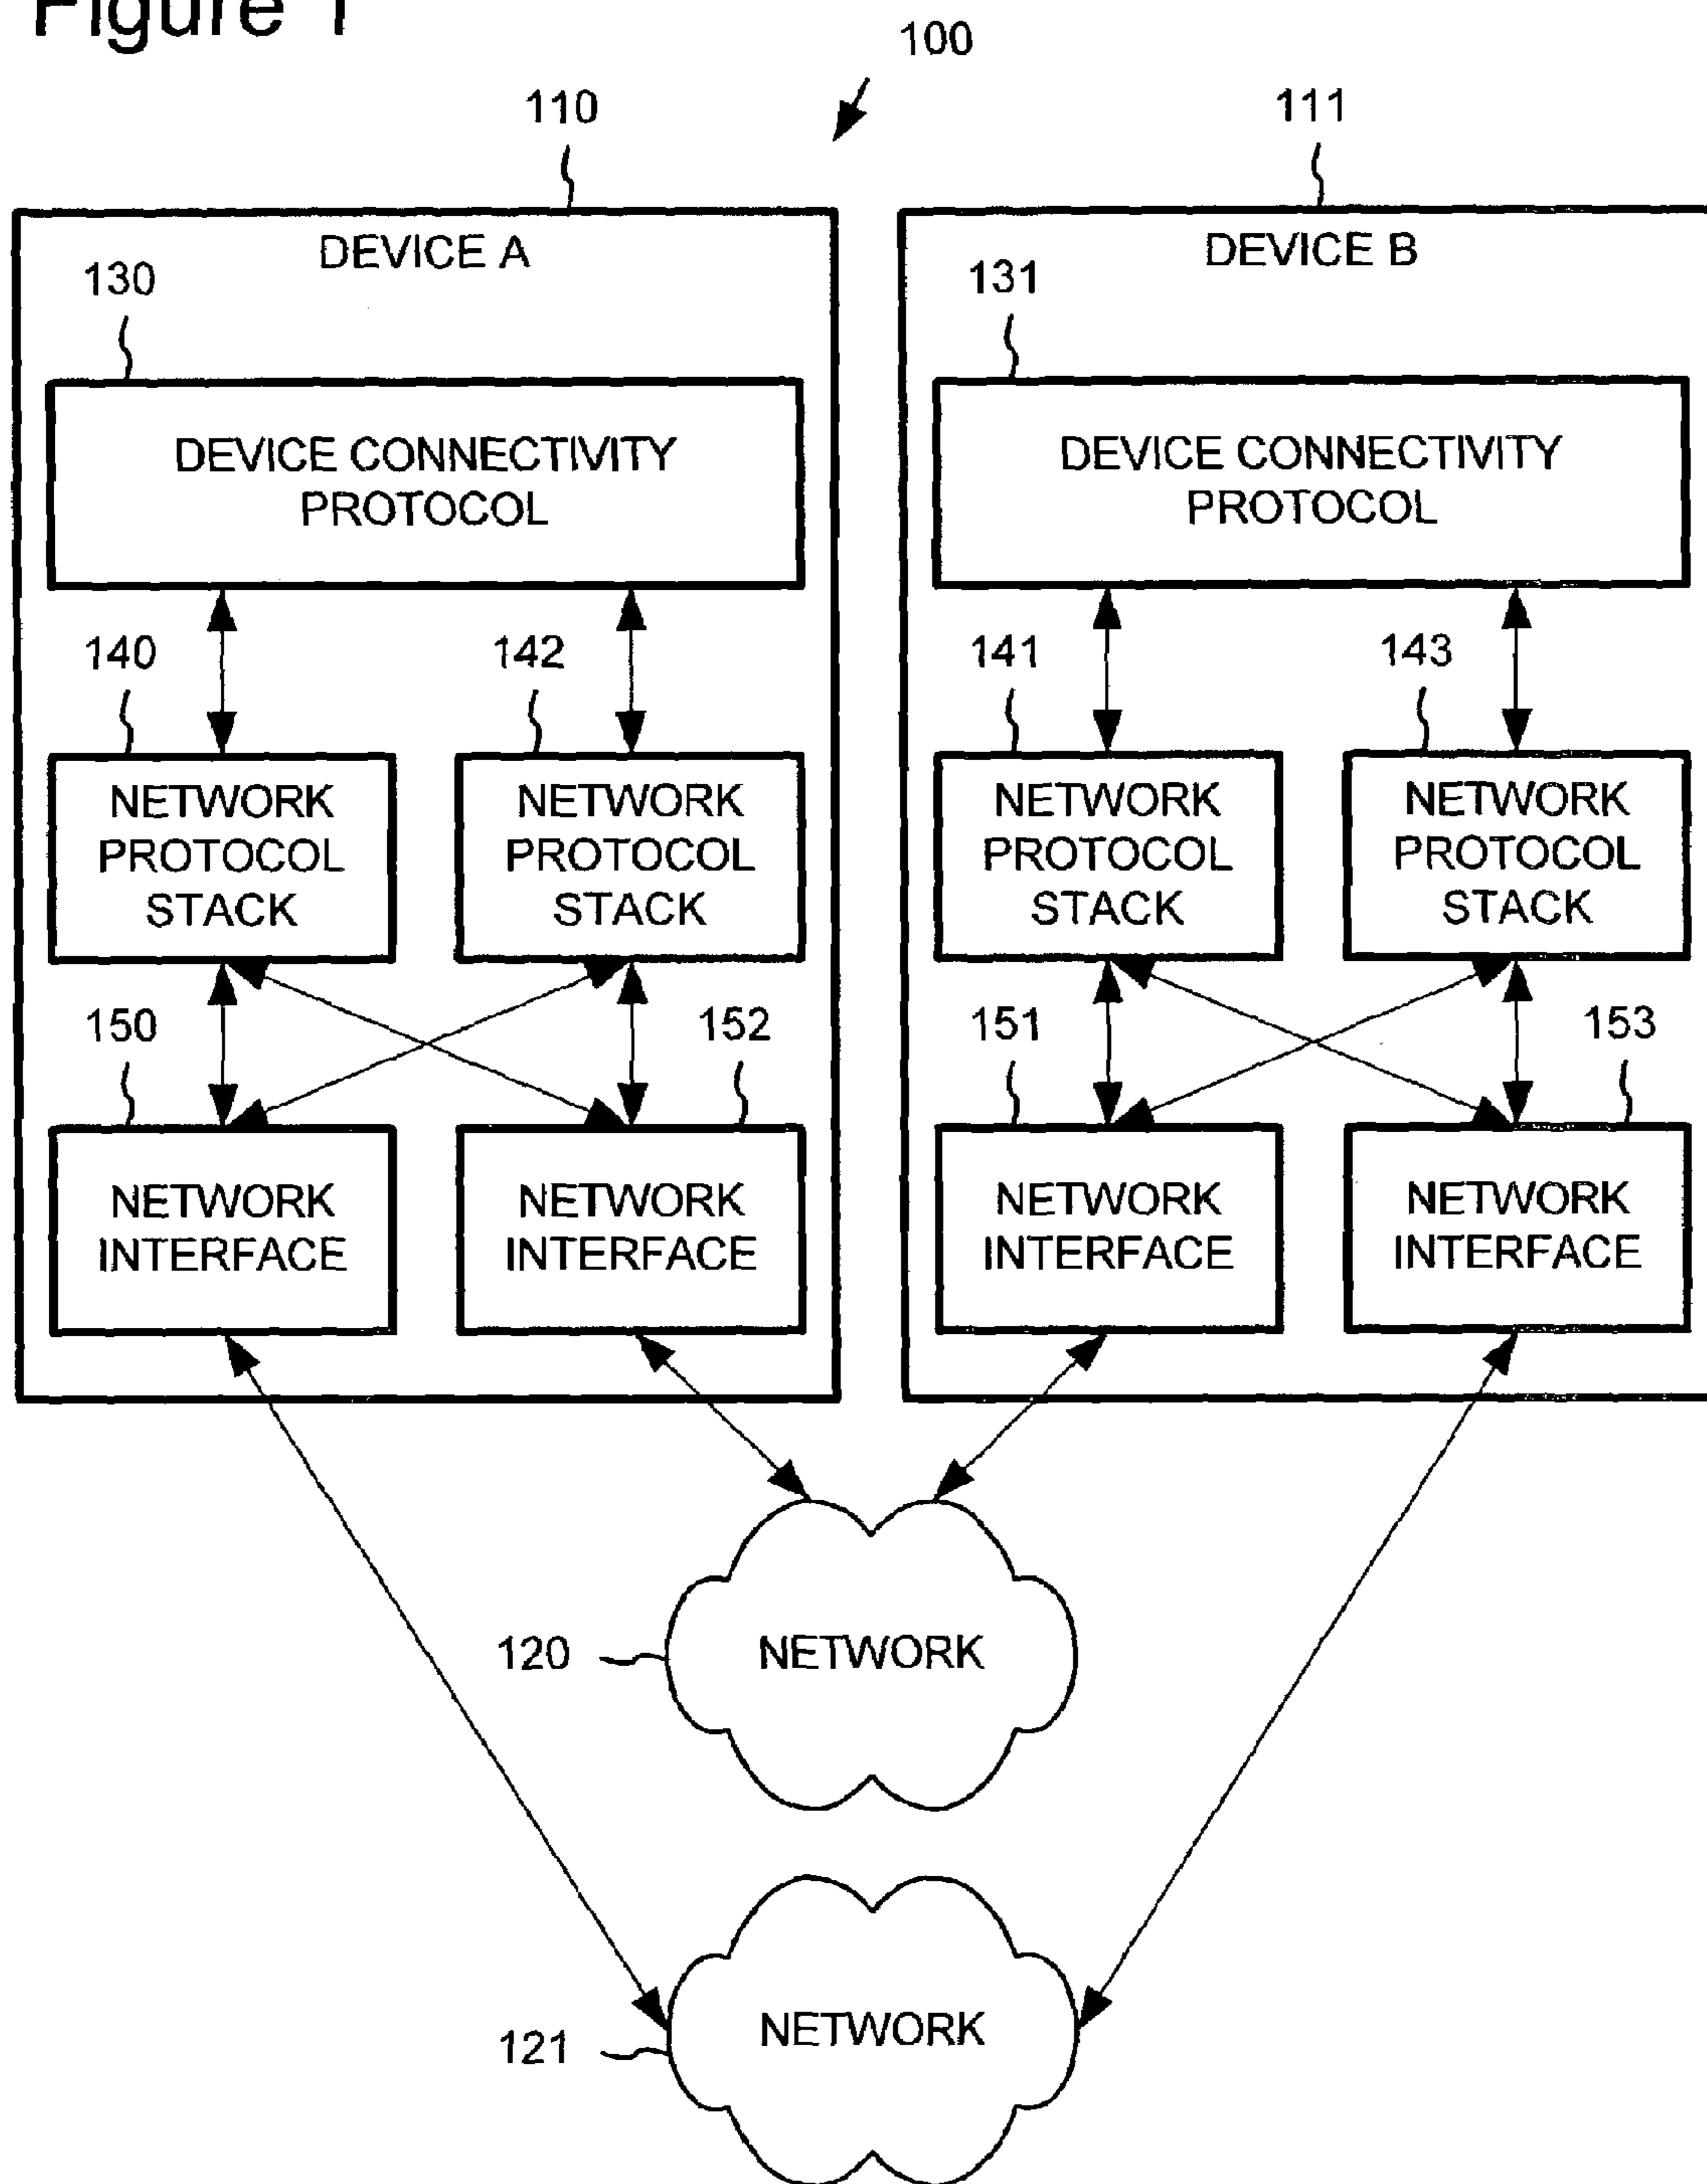 Figure 1
100
110
111
DEVICE A
DEVICE B
130
131
DEVICE CONNECTIVITY
PROTOCOL
DEVICE CONNECTIVITY
PROTOCOL
140
142
141
143
NETWORK
PROTOCOL
STACK
NETWORK
PROTOCOL
STACK
NETWORK
PROTOCOL
STACK
NETWORK
PROTOCOL
STACK
150
152
151
153
NETWORK
INTERFACE
NETWORK
INTERFACE
NETWORK
INTERFACE
NETWORK
INTERFACE
120
NETWORK
121
NETWORK